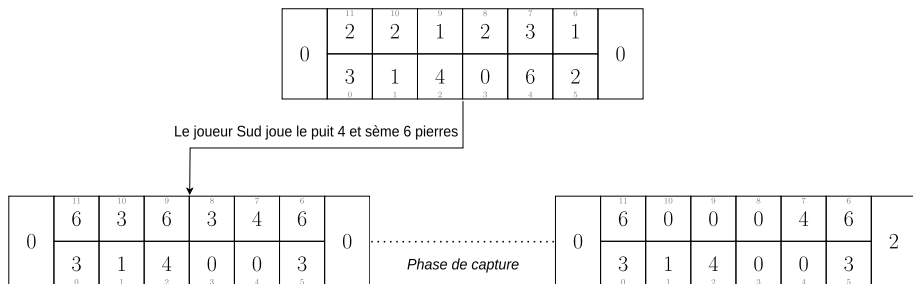 11 10 9 8 7 6
0 2 2 1 2 3 1 0
3 1 4 0 6 2
0 1 2 3 4 5
Le joueur Sud joue le puit 4 et sème 6 pierres
11 10 9 8 7 6
0 6 3 6 3 4 6 0
3 1 4 0 0 3
0 1 2 3 4 5
Phase de capture
11 10 9 8 7 6
0 6 0 0 0 4 6 2
3 1 4 0 0 3
0 1 2 3 4 5